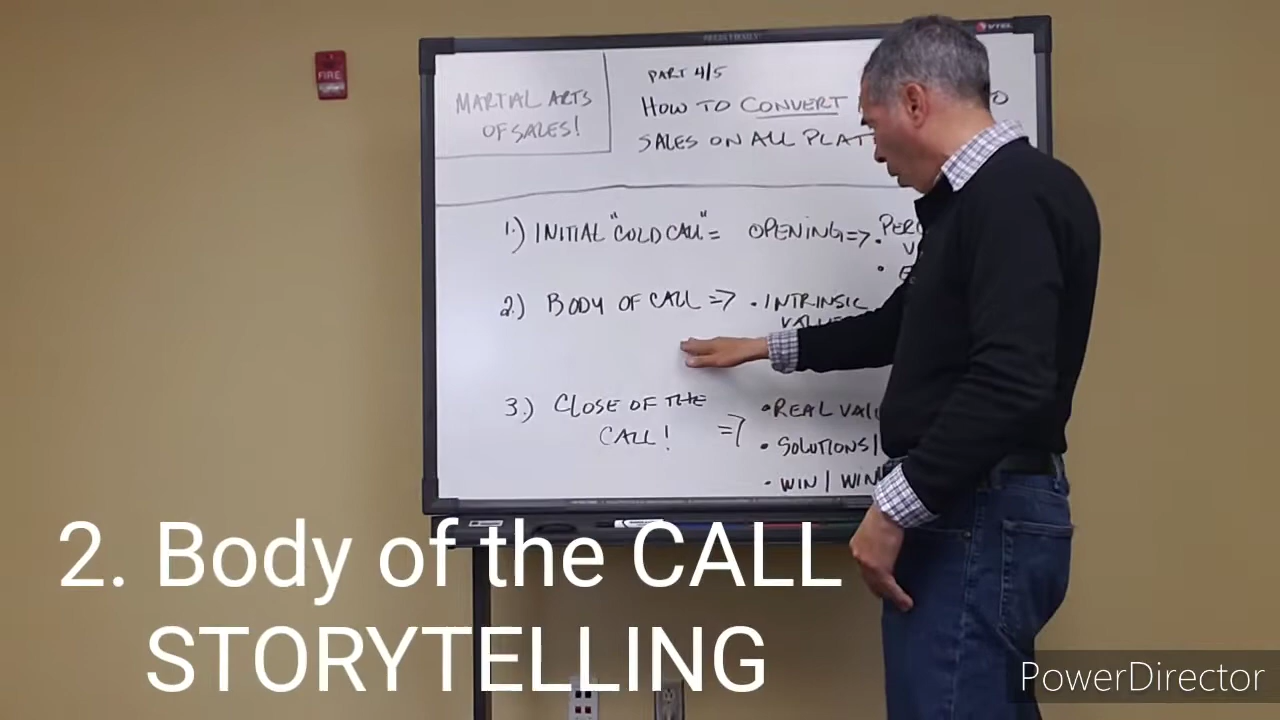 FIRE
VTEL
MARTIAL ARTS
OF SALES!
PART 4/5
HOW TO CONVERT
SALES ON ALL
1.) INITIAL "COLD CALL" = OPENING =>
2.) BODY OF CALL => • INTRINSIC
3.) CLOSE OF THE
CALL! =>
• REAL
• SOLUTIONS/
• WIN / WIN
2. Body of the CALL
STORYTELLING
PowerDirector